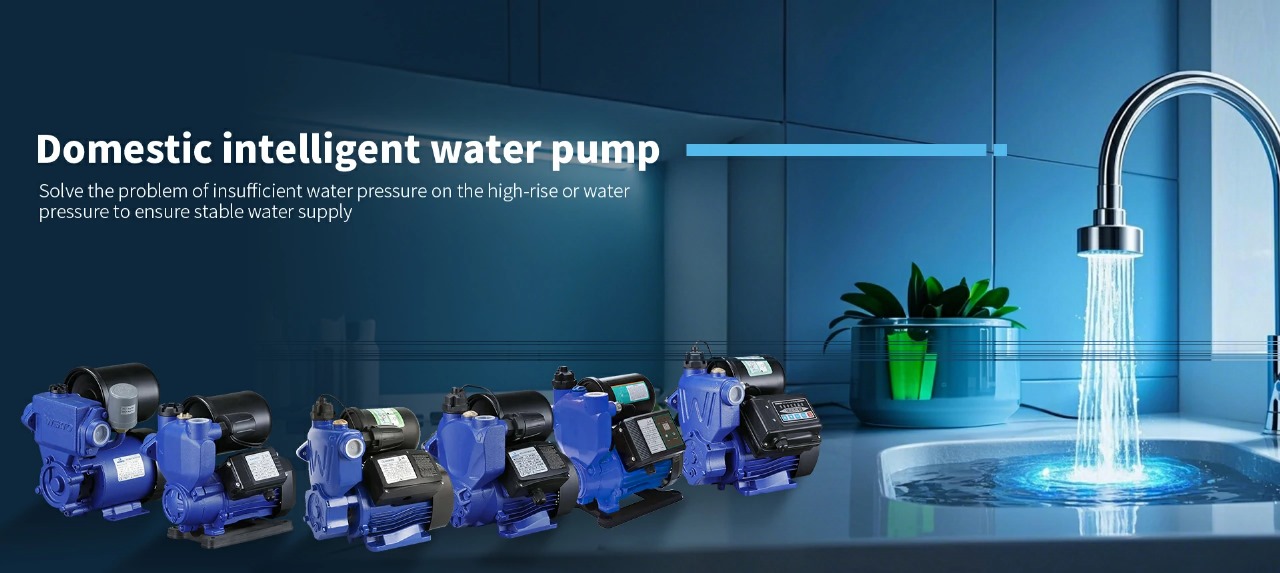 Domestic intelligent water pump
Solve the problem of insufficient water pressure on the high-rise or water
pressure to ensure stable water supply